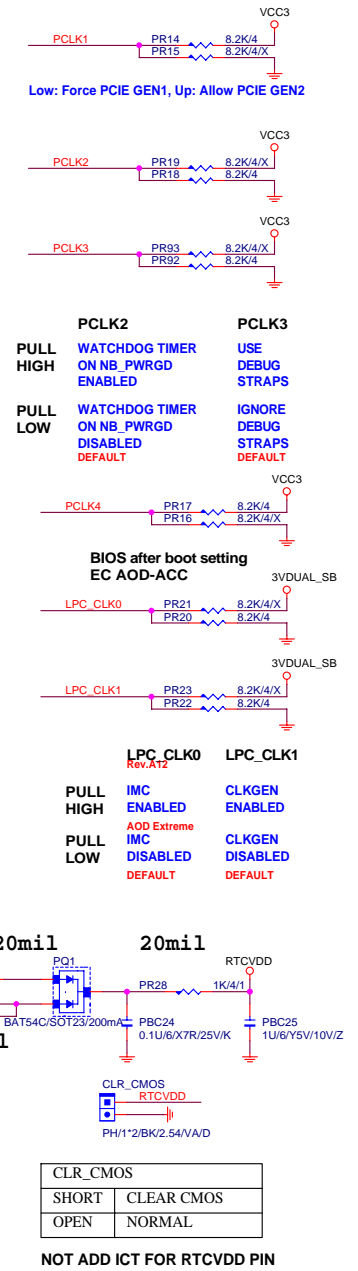 VCC3
PCLK1 PR14 8.2K/4
PR15 8.2K/4/X
Low: Force PCIE GEN1, Up: Allow PCIE GEN2
VCC3
PCLK2 PR19 8.2K/4/X
PR18 8.2K/4
VCC3
PCLK3 PR93 8.2K/4/X
PR92 8.2K/4
PCLK2 PCLK3
PULL WATCHDOG TIMER USE
HIGH ON NB_PWRGD DEBUG
ENABLED STRAPS
PULL WATCHDOG TIMER IGNORE
LOW ON NB_PWRGD DEBUG
DISABLED STRAPS
DEFAULT DEFAULT
VCC3
PCLK4 PR17 8.2K/4
PR16 8.2K/4/X
BIOS after boot setting
EC AOD-ACC
3VDUAL_SB
LPC_CLK0 PR21 8.2K/4/X
PR20 8.2K/4
3VDUAL_SB
LPC_CLK1 PR23 8.2K/4/X
PR22 8.2K/4
LPC_CLK0 LPC_CLK1
Rev.A12
PULL IMC CLKGEN
HIGH ENABLED ENABLED
AOD Extreme
PULL IMC CLKGEN
LOW DISABLED DISABLED
DEFAULT DEFAULT
20mil 20mil
PQ1 RTCVDD
PR28 1K/4/1
BAT54C/SOT23/200mA
PBC24 PBC25
0.1U/6/X7R/25V/K 1U/6/Y5V/10V/Z
CLR_CMOS
RTCVDD
PH/1*2/BK/2.54/VA/D
CLR_CMOS
SHORT CLEAR CMOS
OPEN NORMAL
NOT ADD ICT FOR RTCVDD PIN